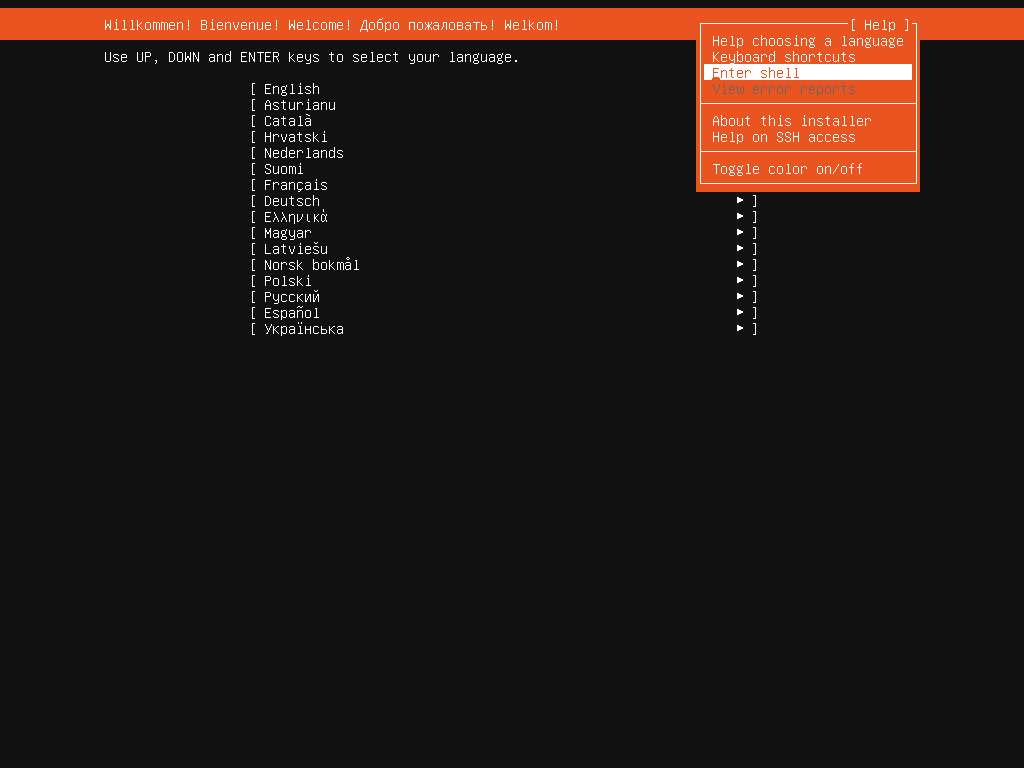 Willkommen! Bienvenue! Welcome! Добро пожаловать! Welkom!
[ Help ]
Help choosing a language
Keyboard shortcuts
Enter shell
View error reports
About this installer
Help on SSH access
Toggle color on/off
Use UP, DOWN and ENTER keys to select your language.
[ English
[ Asturianu
[ Català
[ Hrvatski
[ Nederlands
[ Suomi
[ Français
[ Deutsch ► ]
[ Ελληνικά ► ]
[ Magyar ► ]
[ Latviešu ► ]
[ Norsk bokmål ► ]
[ Polski ► ]
[ Русский ► ]
[ Español ► ]
[ Українська ► ]